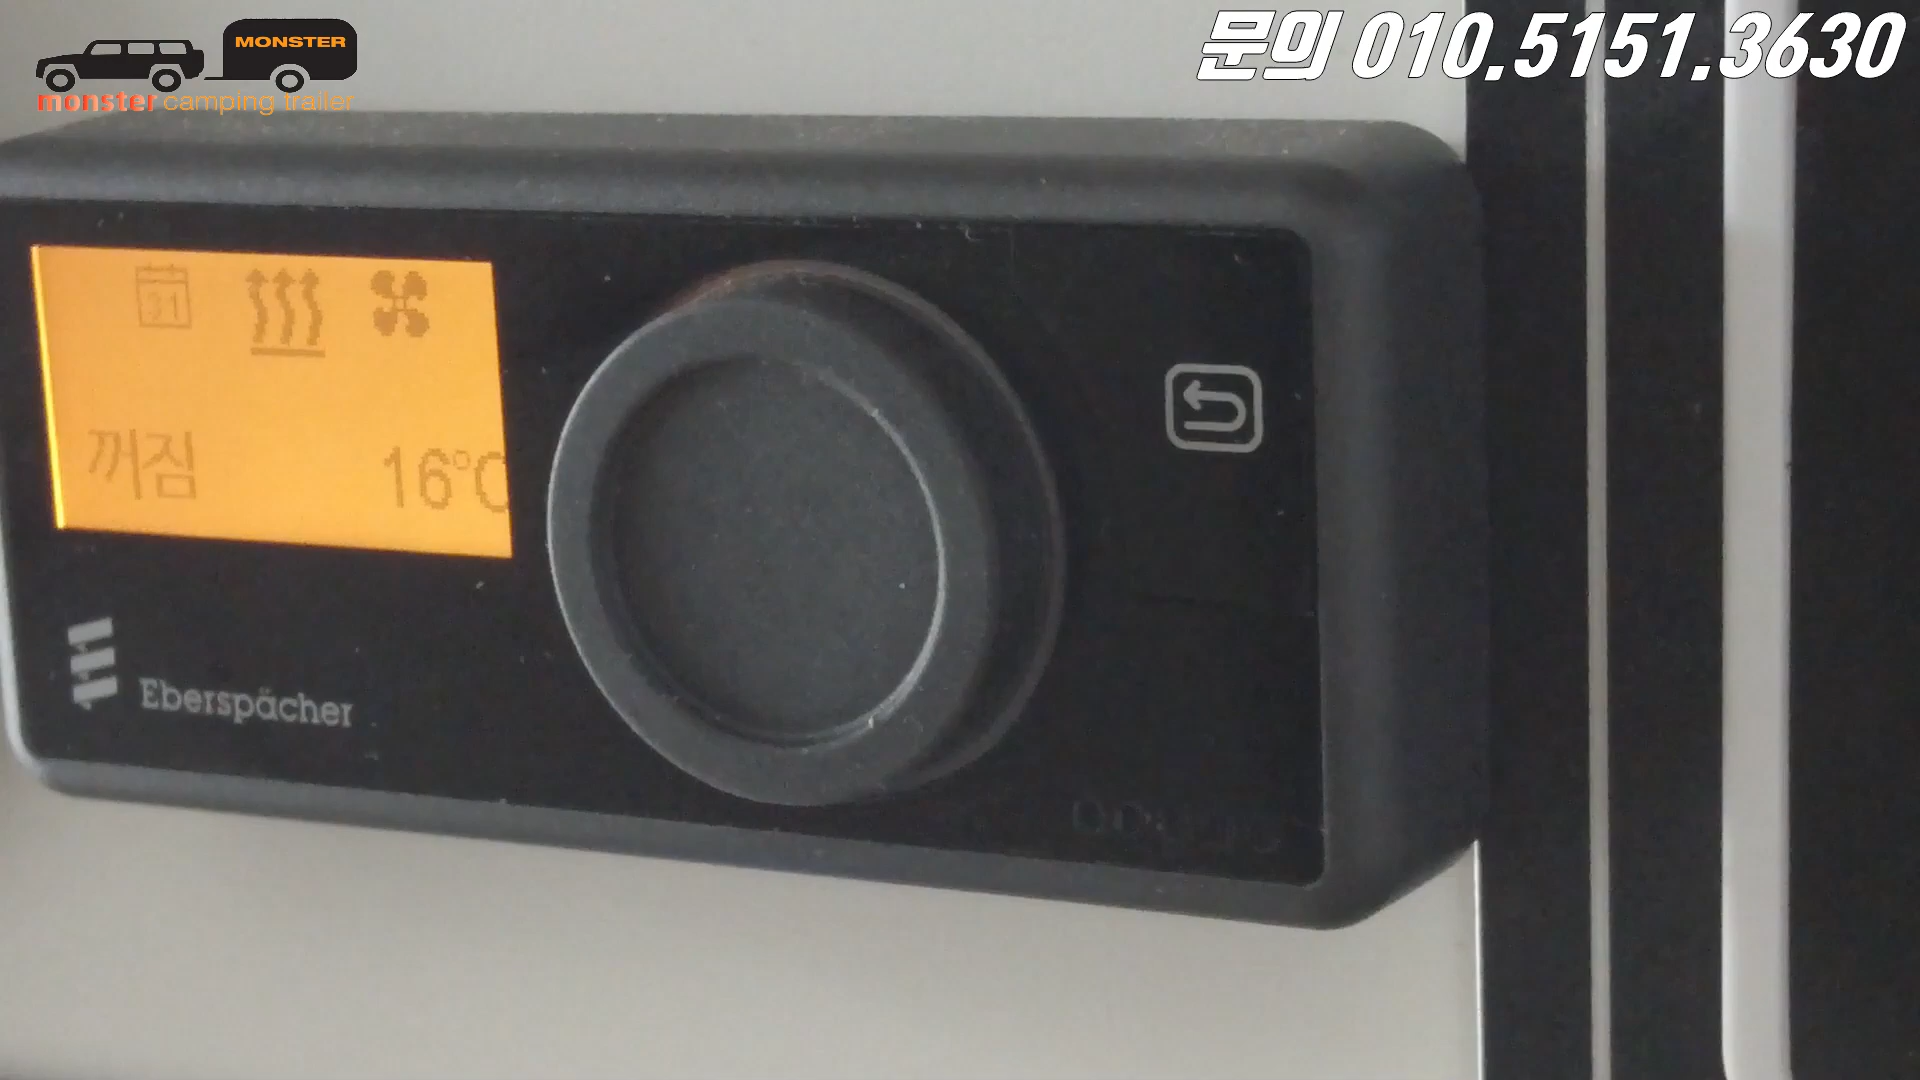 MONSTER
monster camping trailer
문의 010.5151.3630
31
꺼짐 16°C
Eberspächer